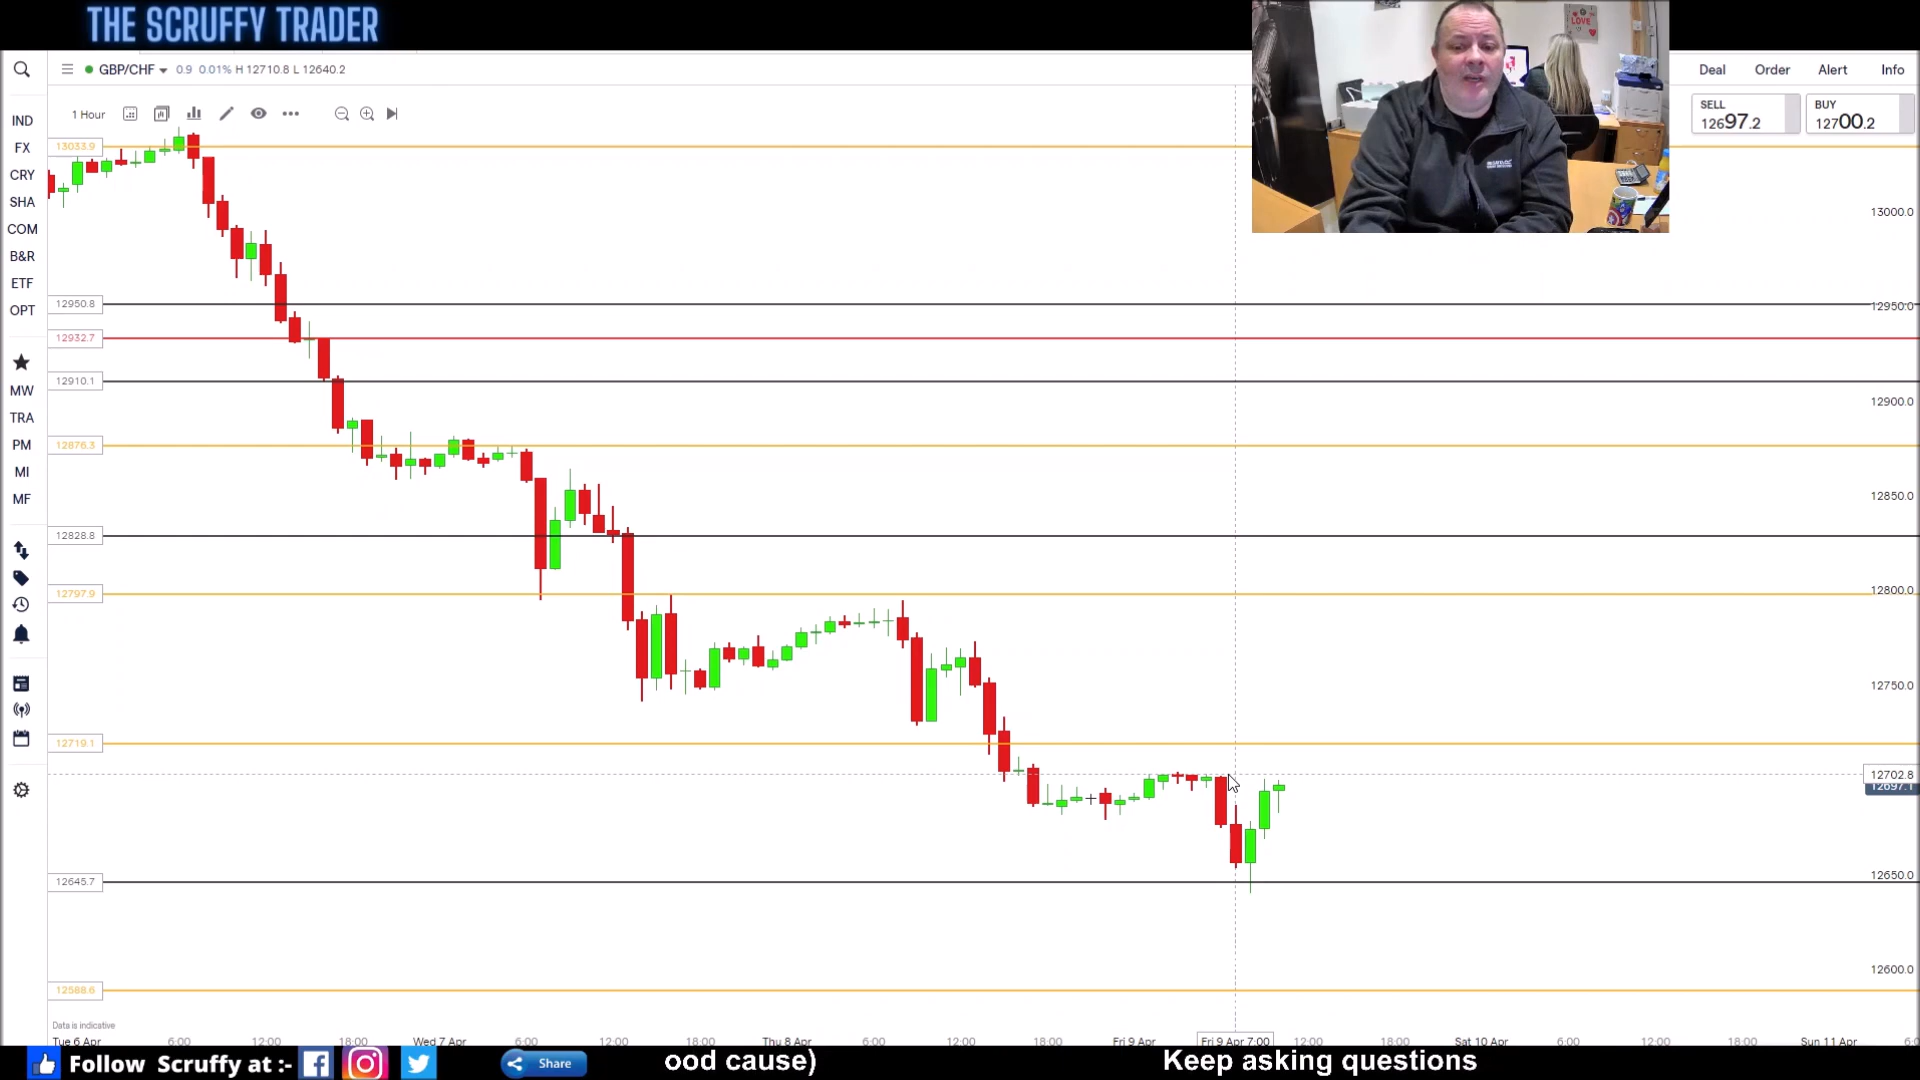 THE SCRUFFY TRADER
GBP/CHF 0.9 0.01% H 12710.8 L 12640.2
Deal Order Alert Info
SELL
12697.2
BUY
12700.2
1 Hour
IND
FX
CRY
SHA
COM
B&R
ETF
OPT
MW
TRA
PM
MI
MF
LOVE
13033.9
12950.8
12932.7
12910.1
12876.3
12828.8
12797.9
12719.1
12645.7
12588.6
13000.0
12950.0
12900.0
12850.0
12800.0
12750.0
12702.8
12697.1
12650.0
12600.0
Data is indicative
Tue 6 Apr 6:00 12:00 18:00 Wed 7 Apr 6:00 12:00 18:00 Thu 8 Apr 6:00 12:00 18:00 Fri 9 Apr Fri 9 Apr 7:00 12:00 18:00 Sat 10 Apr 6:00 12:00 18:00 Sun 11 Apr
Follow Scruffy at :-
Share
ood cause)
Keep asking questions